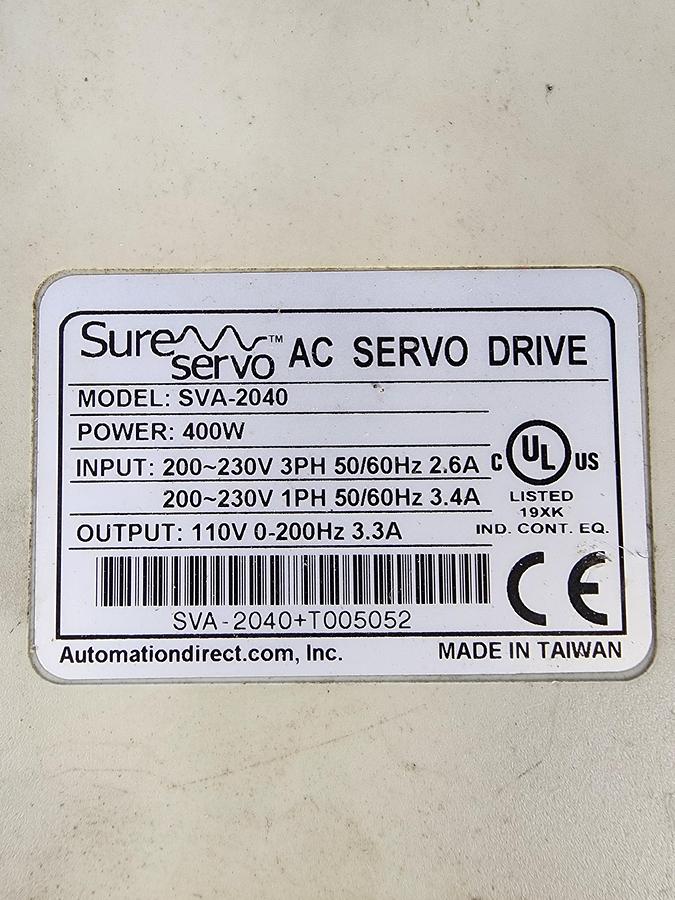 Sure servo™ AC SERVO DRIVE
MODEL: SVA-2040
POWER: 400W
INPUT: 200~230V 3PH 50/60Hz 2.6A
200~230V 1PH 50/60Hz 3.4A
OUTPUT: 110V 0-200Hz 3.3A
C UL US
LISTED
19XK
IND. CONT. EQ.
CE
SVA-2040+T005052
Automationdirect.com, Inc. MADE IN TAIWAN